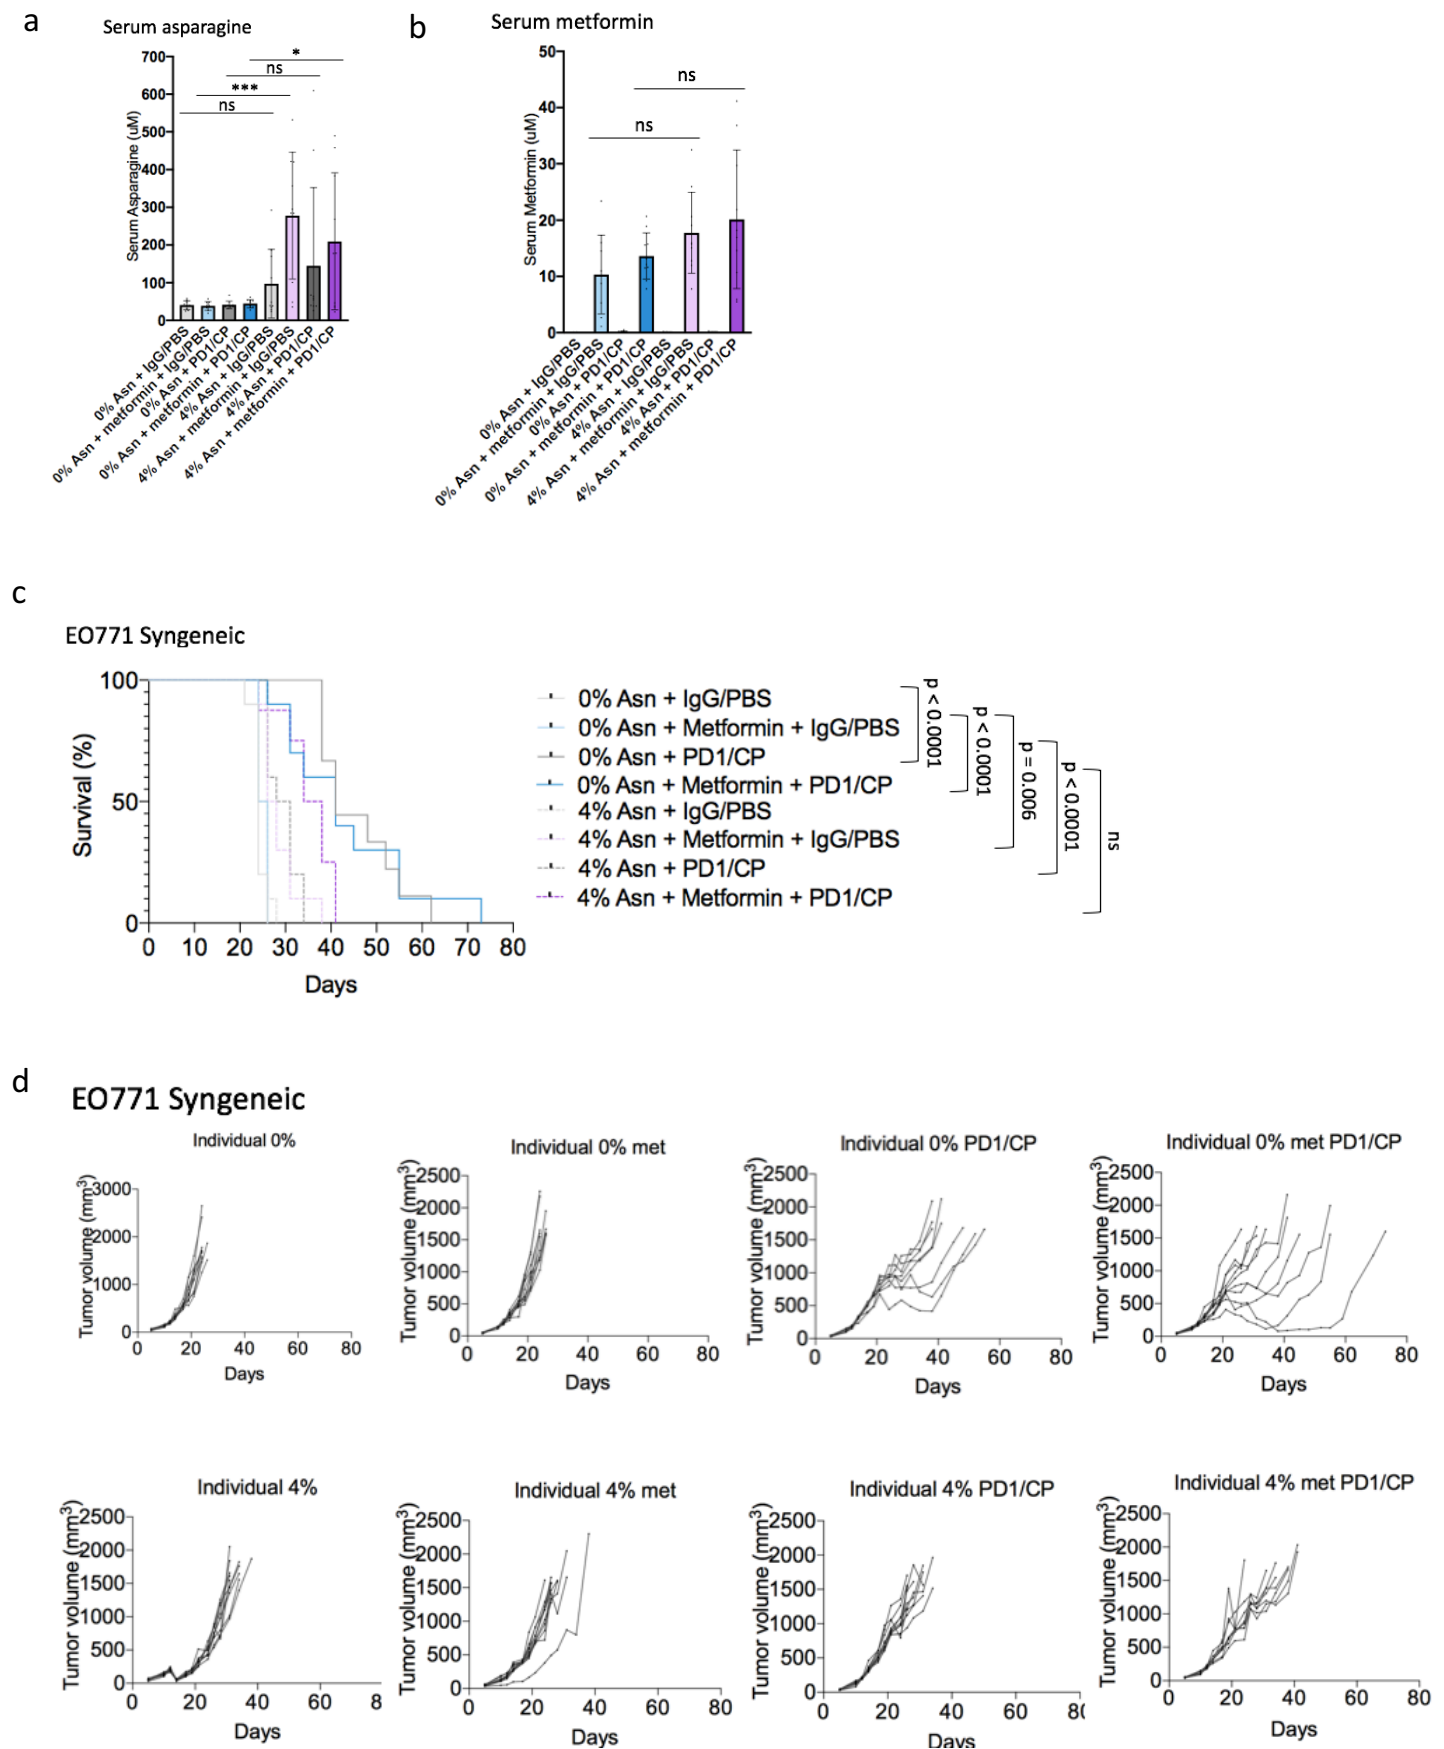 a
Serum asparagine
Serum Asparagine (uM)
700
600
500
400
300
200
100
0
*
ns
***
ns
0% Asn + IgG/PBS
0% Asn + metformin + IgG/PBS
0% Asn + PD1/CP
0% Asn + metformin + PD1/CP
4% Asn + IgG/PBS
4% Asn + metformin + IgG/PBS
4% Asn + PD1/CP
4% Asn + metformin + PD1/CP
b
Serum metformin
Serum Metformin (uM)
50
40
30
20
10
0
ns
ns
0% Asn + IgG/PBS
0% Asn + metformin + IgG/PBS
0% Asn + PD1/CP
0% Asn + metformin + PD1/CP
4% Asn + IgG/PBS
4% Asn + metformin + IgG/PBS
4% Asn + PD1/CP
4% Asn + metformin + PD1/CP
c
EO771 Syngeneic
Survival (%)
100
50
0
0 10 20 30 40 50 60 70 80
Days
0% Asn + IgG/PBS
0% Asn + Metformin + IgG/PBS
0% Asn + PD1/CP
0% Asn + Metformin + PD1/CP
4% Asn + IgG/PBS
4% Asn + Metformin + IgG/PBS
4% Asn + PD1/CP
4% Asn + Metformin + PD1/CP
p < 0.0001
p < 0.0001
p = 0.006
p < 0.0001
ns
d
EO771 Syngeneic
Individual 0%
Tumor volume (mm3)
3000
2000
1000
0
0 20 40 60 80
Days
Individual 0% met
Tumor volume (mm3)
2500
2000
1500
1000
500
0
0 20 40 60 80
Days
Individual 0% PD1/CP
Tumor volume (mm3)
2500
2000
1500
1000
500
0
0 20 40 60 80
Days
Individual 0% met PD1/CP
Tumor volume (mm3)
2500
2000
1500
1000
500
0
0 20 40 60 80
Days
Individual 4%
Tumor volume (mm3)
2500
2000
1500
1000
500
0
0 20 40 60 80
Days
Individual 4% met
Tumor volume (mm3)
2500
2000
1500
1000
500
0
0 20 40 60 80
Days
Individual 4% PD1/CP
Tumor volume (mm3)
2500
2000
1500
1000
500
0
0 20 40 60 80
Days
Individual 4% met PD1/CP
Tumor volume (mm3)
2500
2000
1500
1000
500
0
0 20 40 60 80
Days